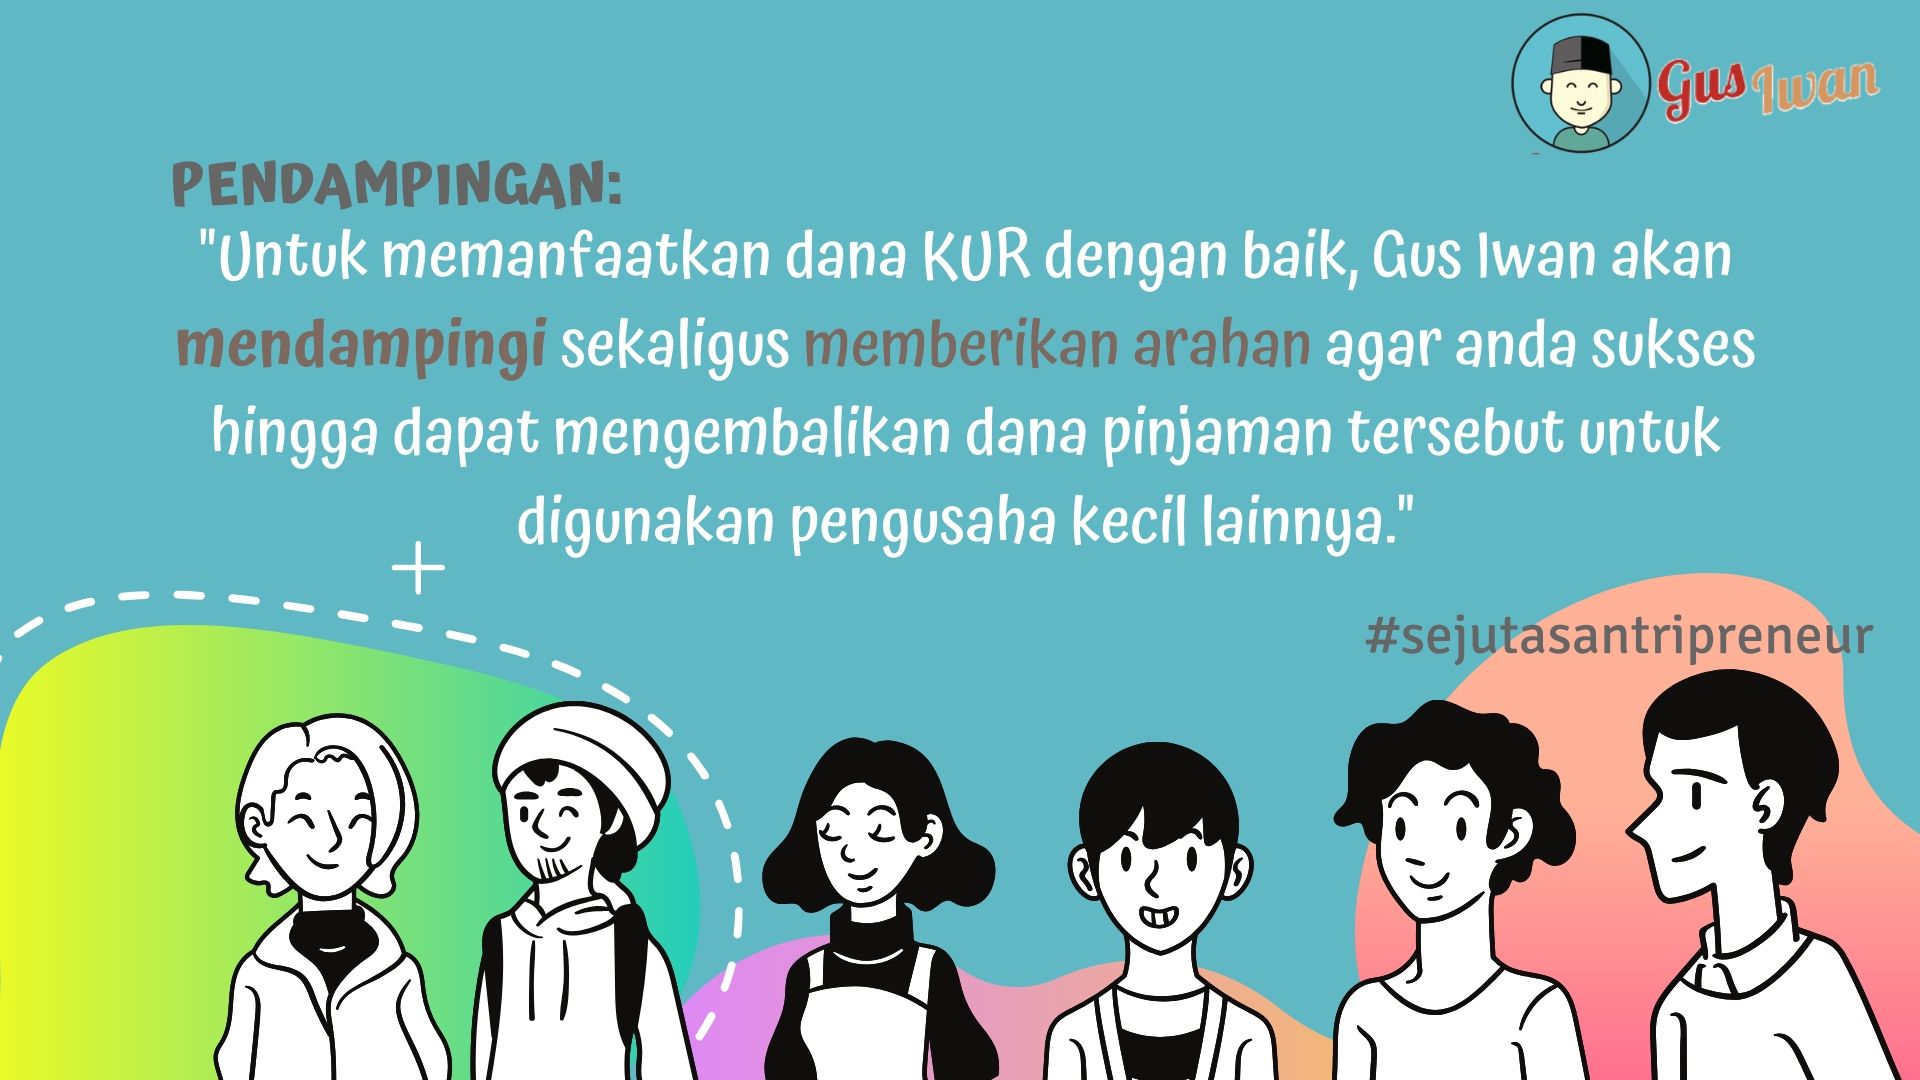 Gus Iwan
PENDAMPINGAN:
"Untuk memanfaatkan dana KUR dengan baik, Gus Iwan akan
mendampingi sekaligus memberikan arahan agar anda sukses
hingga dapat mengembalikan dana pinjaman tersebut untuk
digunakan pengusaha kecil lainnya."
#sejutasantripreneur